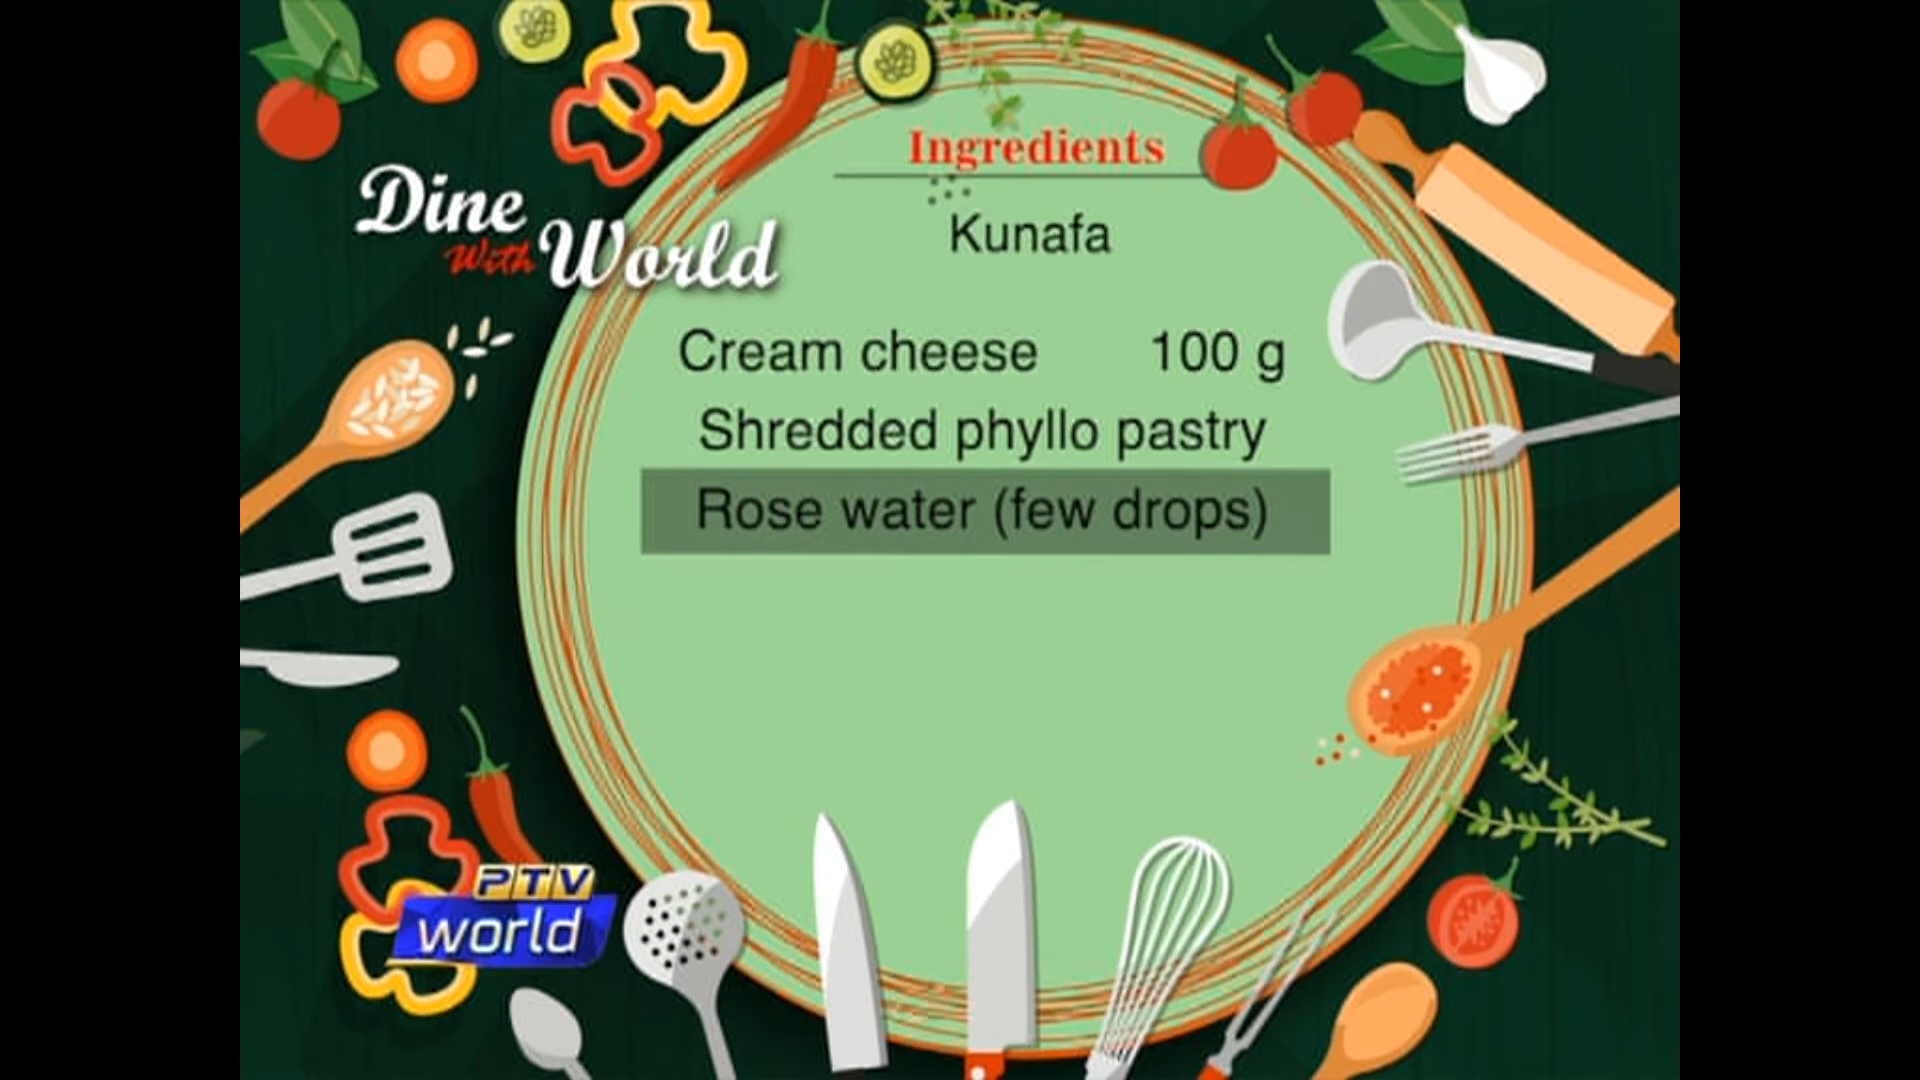 Ingredients
Dine
With World
Kunafa
Cream cheese 100 g
Shredded phyllo pastry
Rose water (few drops)
PTV
world